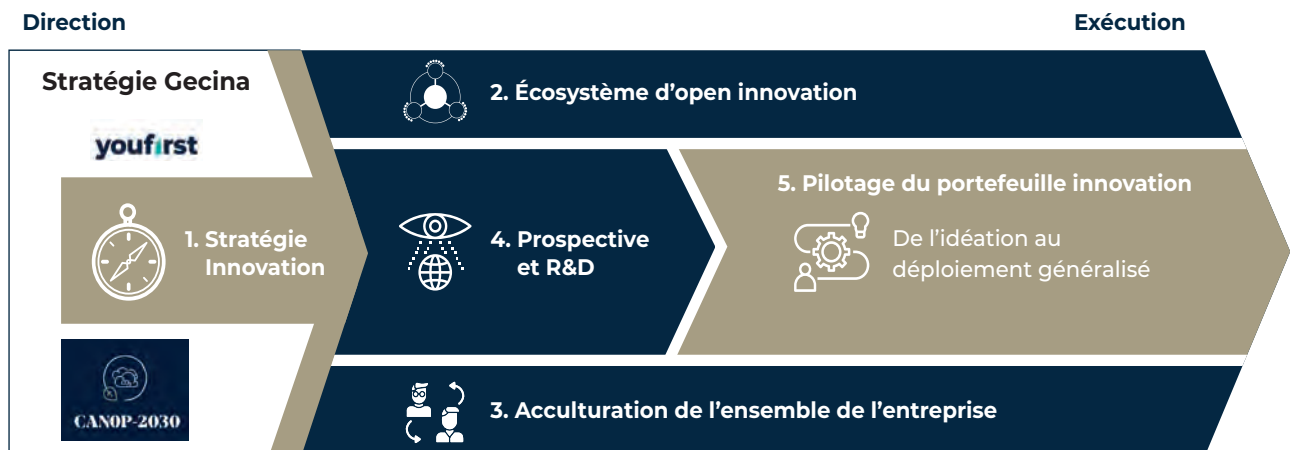 Direction
Exécution
Stratégie Gecina
youfirst
1. Stratégie
Innovation
CANOP-2030
2. Écosystème d’open innovation
4. Prospective
et R&D
5. Pilotage du portefeuille innovation
De l’idéation au
déploiement généralisé
3. Acculturation de l’ensemble de l’entreprise